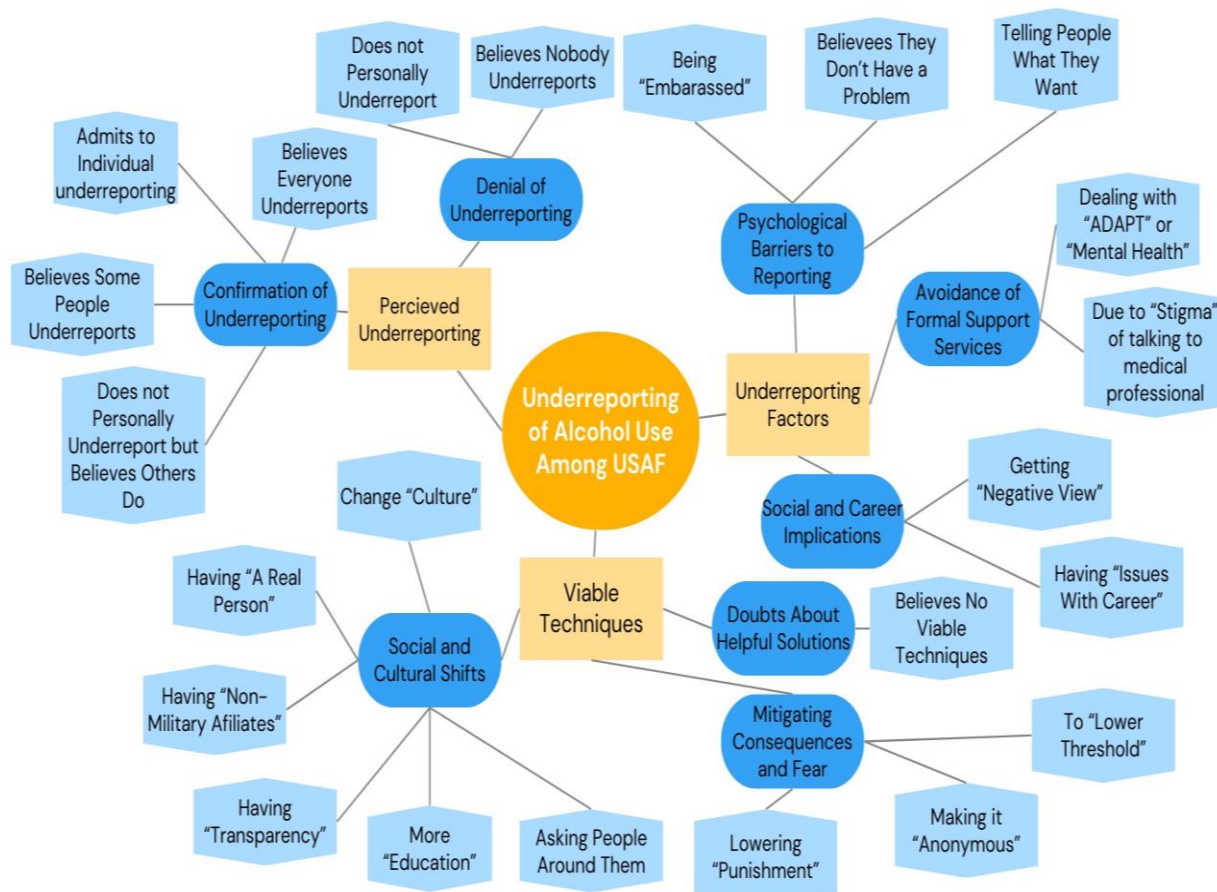 Does not
Personally
Underreport
Believes Nobody
Underreports
Being
“Embarassed”
Believees They
Don’t Have a
Problem
Telling People
What They
Want
Admits to
Individual
underreporting
Believes
Everyone
Underreports
Denial of
Underreporting
Psychological
Barriers to
Reporting
Dealing with
“ADAPT” or
“Mental Health”
Believes Some
People
Underreports
Confirmation of
Underreporting
Percieved
Underreporting
Avoidance of
Formal Support
Services
Due to “Stigma”
of talking to
medical
professional
Does not
Personally
Underreport but
Believes Others
Do
Underreporting
of Alcohol Use
Among USAF
Underreporting
Factors
Change “Culture”
Social and Career
Implications
Getting
“Negative View”
Having “Issues
With Career”
Having “A Real
Person”
Viable
Techniques
Doubts About
Helpful Solutions
Believes No
Viable
Techniques
Social and
Cultural Shifts
Having “Non-
Military Afiliates”
Mitigating
Consequences
and Fear
To “Lower
Threshold”
Having
“Transparency”
More
“Education”
Asking People
Around Them
Lowering
“Punishment”
Making it
“Anonymous”